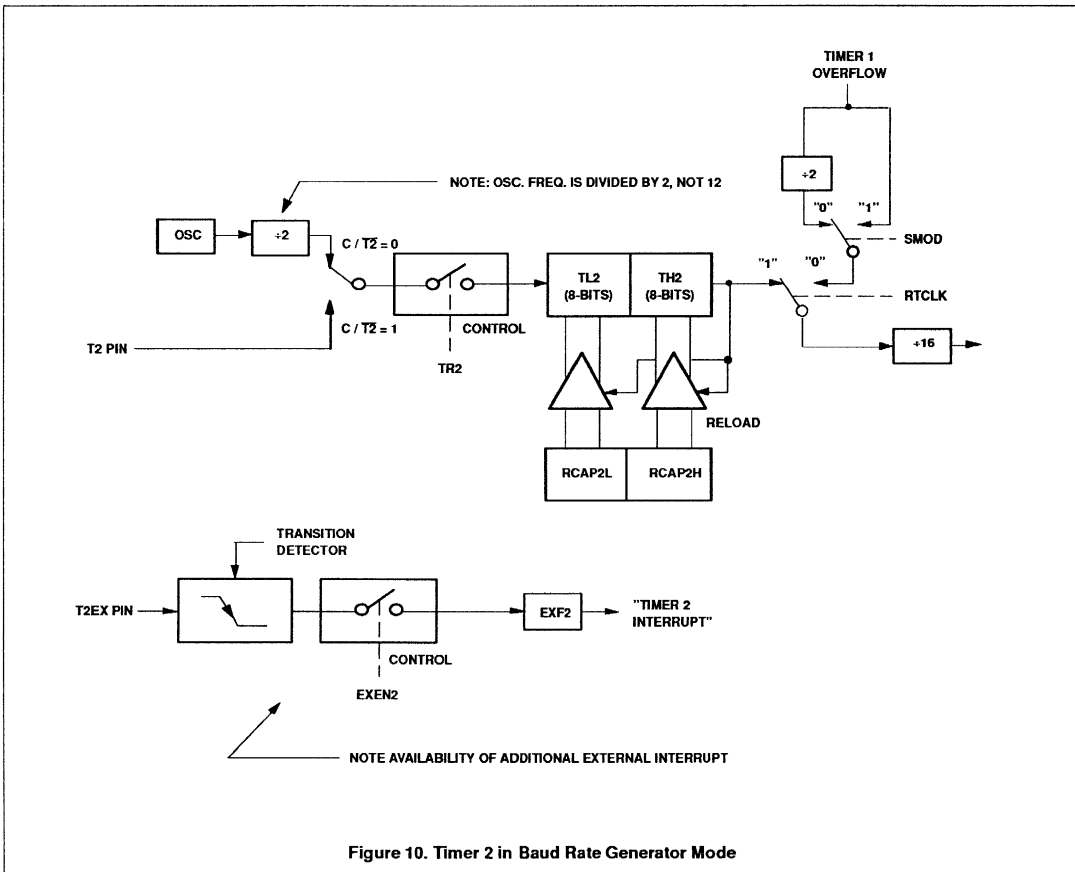 TIMER 1
OVERFLOW
÷2
NOTE: OSC. FREQ. IS DIVIDED BY 2, NOT 12
"0" "1"
OSC
÷2
C / T̅2̅ = 0
SMOD
TL2
(8-BITS)
TH2
(8-BITS)
"1" "0"
RTCLK
CONTROL
C / T̅2̅ = 1
÷16
T2 PIN
TR2
RELOAD
RCAP2L
RCAP2H
TRANSITION
DETECTOR
T2EX PIN
EXF2
"TIMER 2
INTERRUPT"
CONTROL
EXEN2
NOTE AVAILABILITY OF ADDITIONAL EXTERNAL INTERRUPT
Figure 10. Timer 2 in Baud Rate Generator Mode